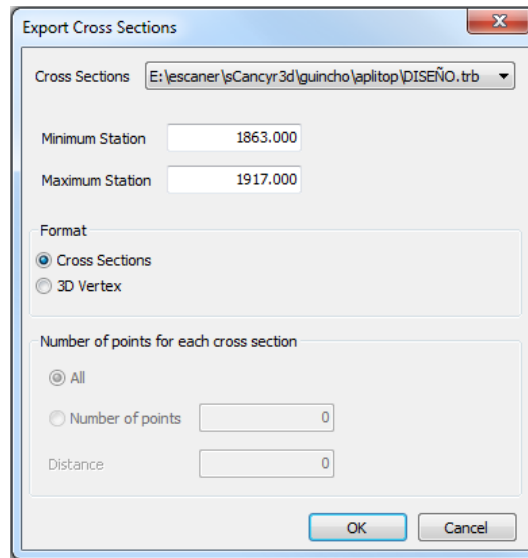 Export Cross Sections
Cross Sections E:\escaner\sCancyr3d\guincho\aplitop\DISEÑO.trb
Minimum Station 1863.000
Maximum Station 1917.000
Format
Cross Sections
3D Vertex
Number of points for each cross section
All
Number of points 0
Distance 0
OK Cancel